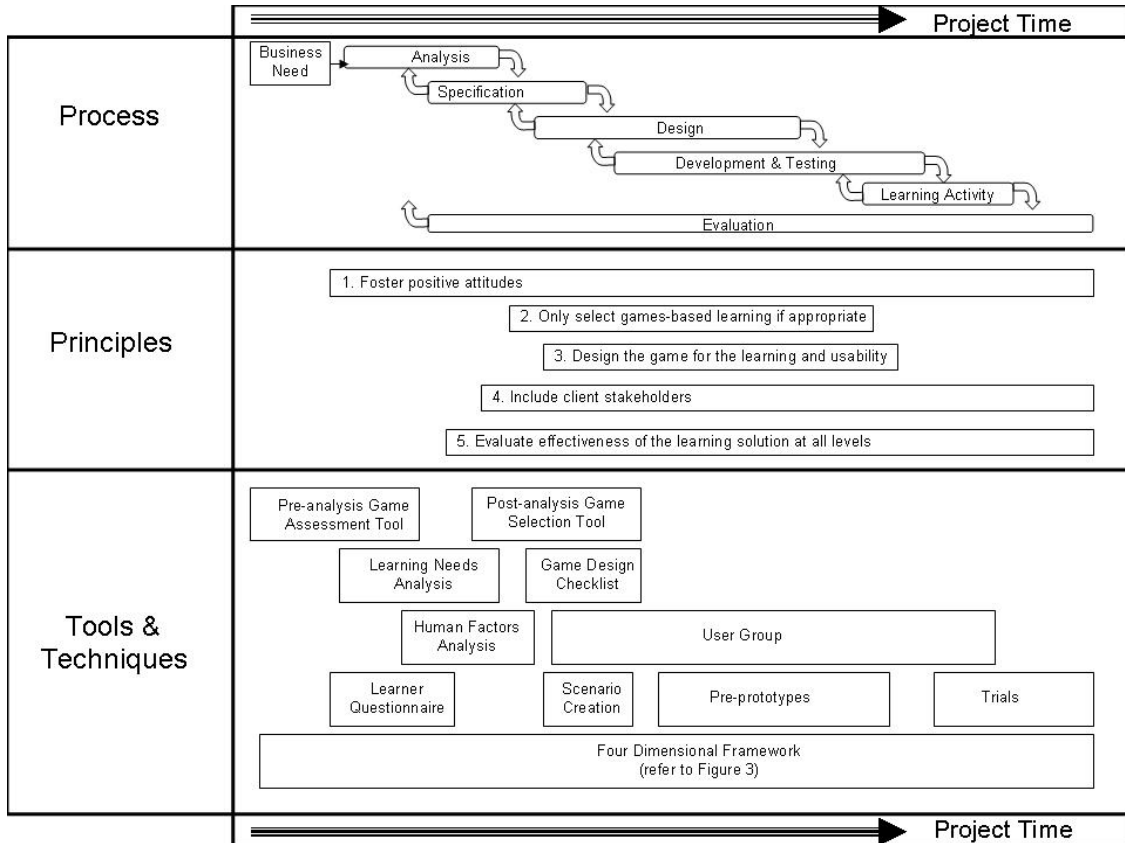 Project Time
Process
Business
Need
Analysis
Specification
Design
Development & Testing
Learning Activity
Evaluation
Principles
1. Foster positive attitudes
2. Only select games-based learning if appropriate
3. Design the game for the learning and usability
4. Include client stakeholders
5. Evaluate effectiveness of the learning solution at all levels
Tools &
Techniques
Pre-analysis Game
Assessment Tool
Post-analysis Game
Selection Tool
Learning Needs
Analysis
Game Design
Checklist
Human Factors
Analysis
User Group
Learner
Questionnaire
Scenario
Creation
Pre-prototypes
Trials
Four Dimensional Framework
(refer to Figure 3)
Project Time